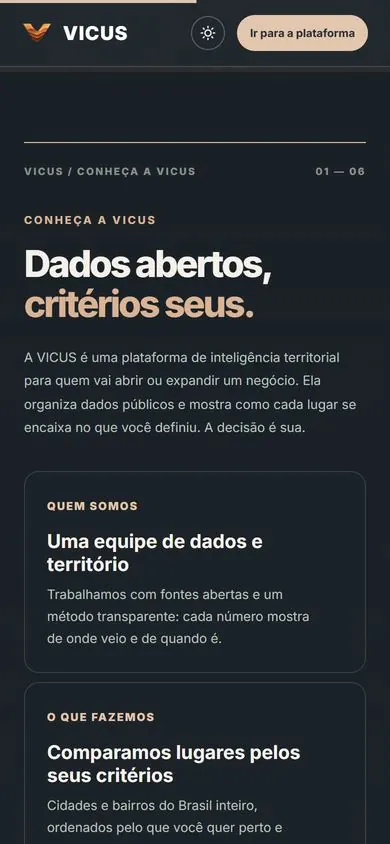 VICUS
Ir para a plataforma
VICUS / CONHEÇA A VICUS
01 — 06
CONHEÇA A VICUS
Dados abertos,
critérios seus.
A VICUS é uma plataforma de inteligência territorial
para quem vai abrir ou expandir um negócio. Ela
organiza dados públicos e mostra como cada lugar se
encaixa no que você definiu. A decisão é sua.
QUEM SOMOS
Uma equipe de dados e
território
Trabalhamos com fontes abertas e um
método transparente: cada número mostra
de onde veio e de quando é.
O QUE FAZEMOS
Comparamos lugares pelos
seus critérios
Cidades e bairros do Brasil inteiro,
ordenados pelo que você quer perto e